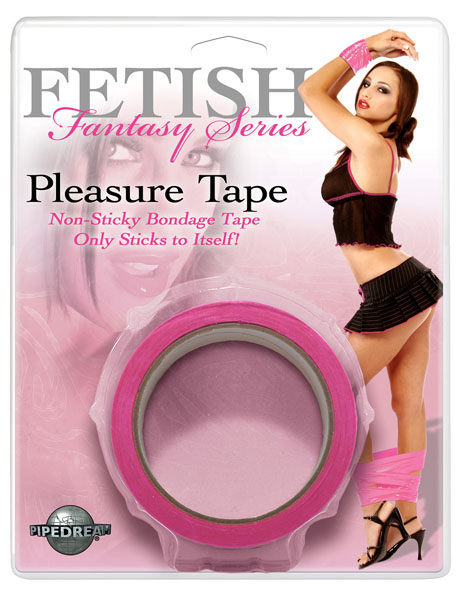 FETISH
Fantasy Series
Pleasure Tape
Non-Sticky Bondage Tape
Only Sticks to Itself!
PIPEDREAM